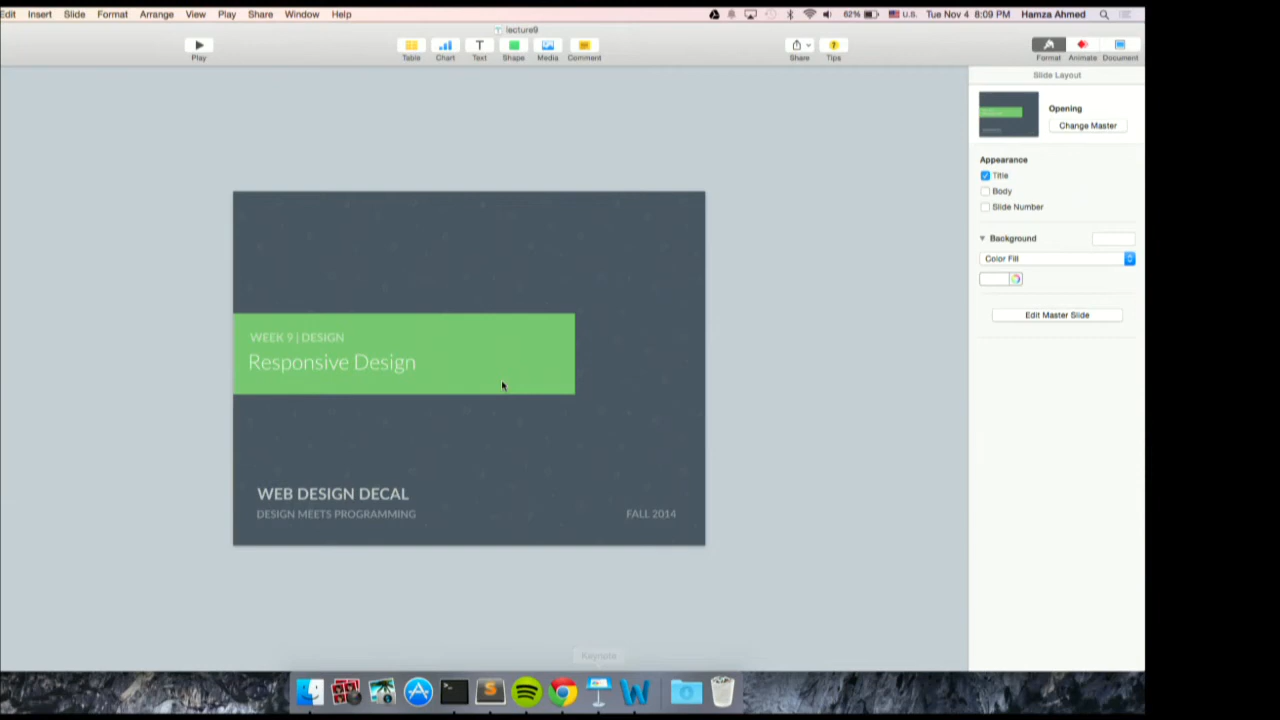 Edit Insert Slide Format Arrange View Play Share Window Help
62% U.S. Tue Nov 4 8:09 PM Hamza Ahmed
lecture9
Play
Table Chart Text Shape Media Comment
Share Tips
Format Animate Document
Slide Layout
Opening
Change Master
Appearance
Title
Body
Slide Number
Background
Color Fill
Edit Master Slide
WEEK 9 | DESIGN
Responsive Design
WEB DESIGN DECAL
DESIGN MEETS PROGRAMMING
FALL 2014
Keynote